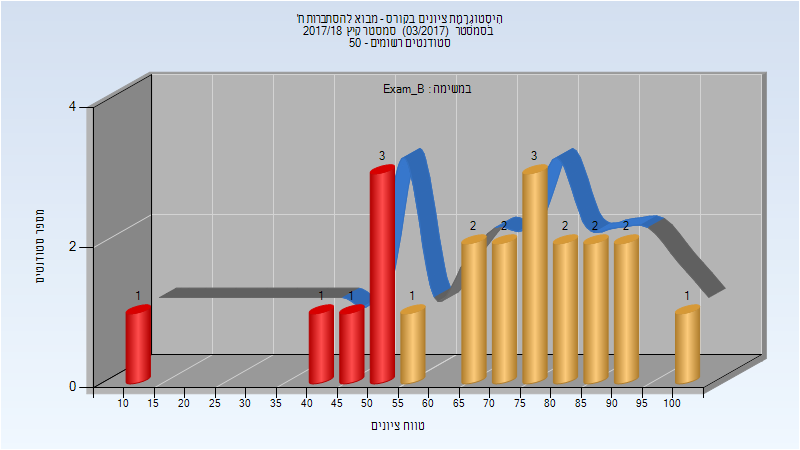 היסטוגרמת ציונים בקורס - מבוא להסתברות ח'
בסמסטר (03/2017) סמסטר קיץ 2017/18
סטודנטים רשומים - 50
במשימה : Exam_B
מספר סטודנטים
4
2
0
1
1
1
3
1
2
2
3
2
2
2
1
10 15 20 25 30 35 40 45 50 55 60 65 70 75 80 85 90 95 100
טווח ציונים